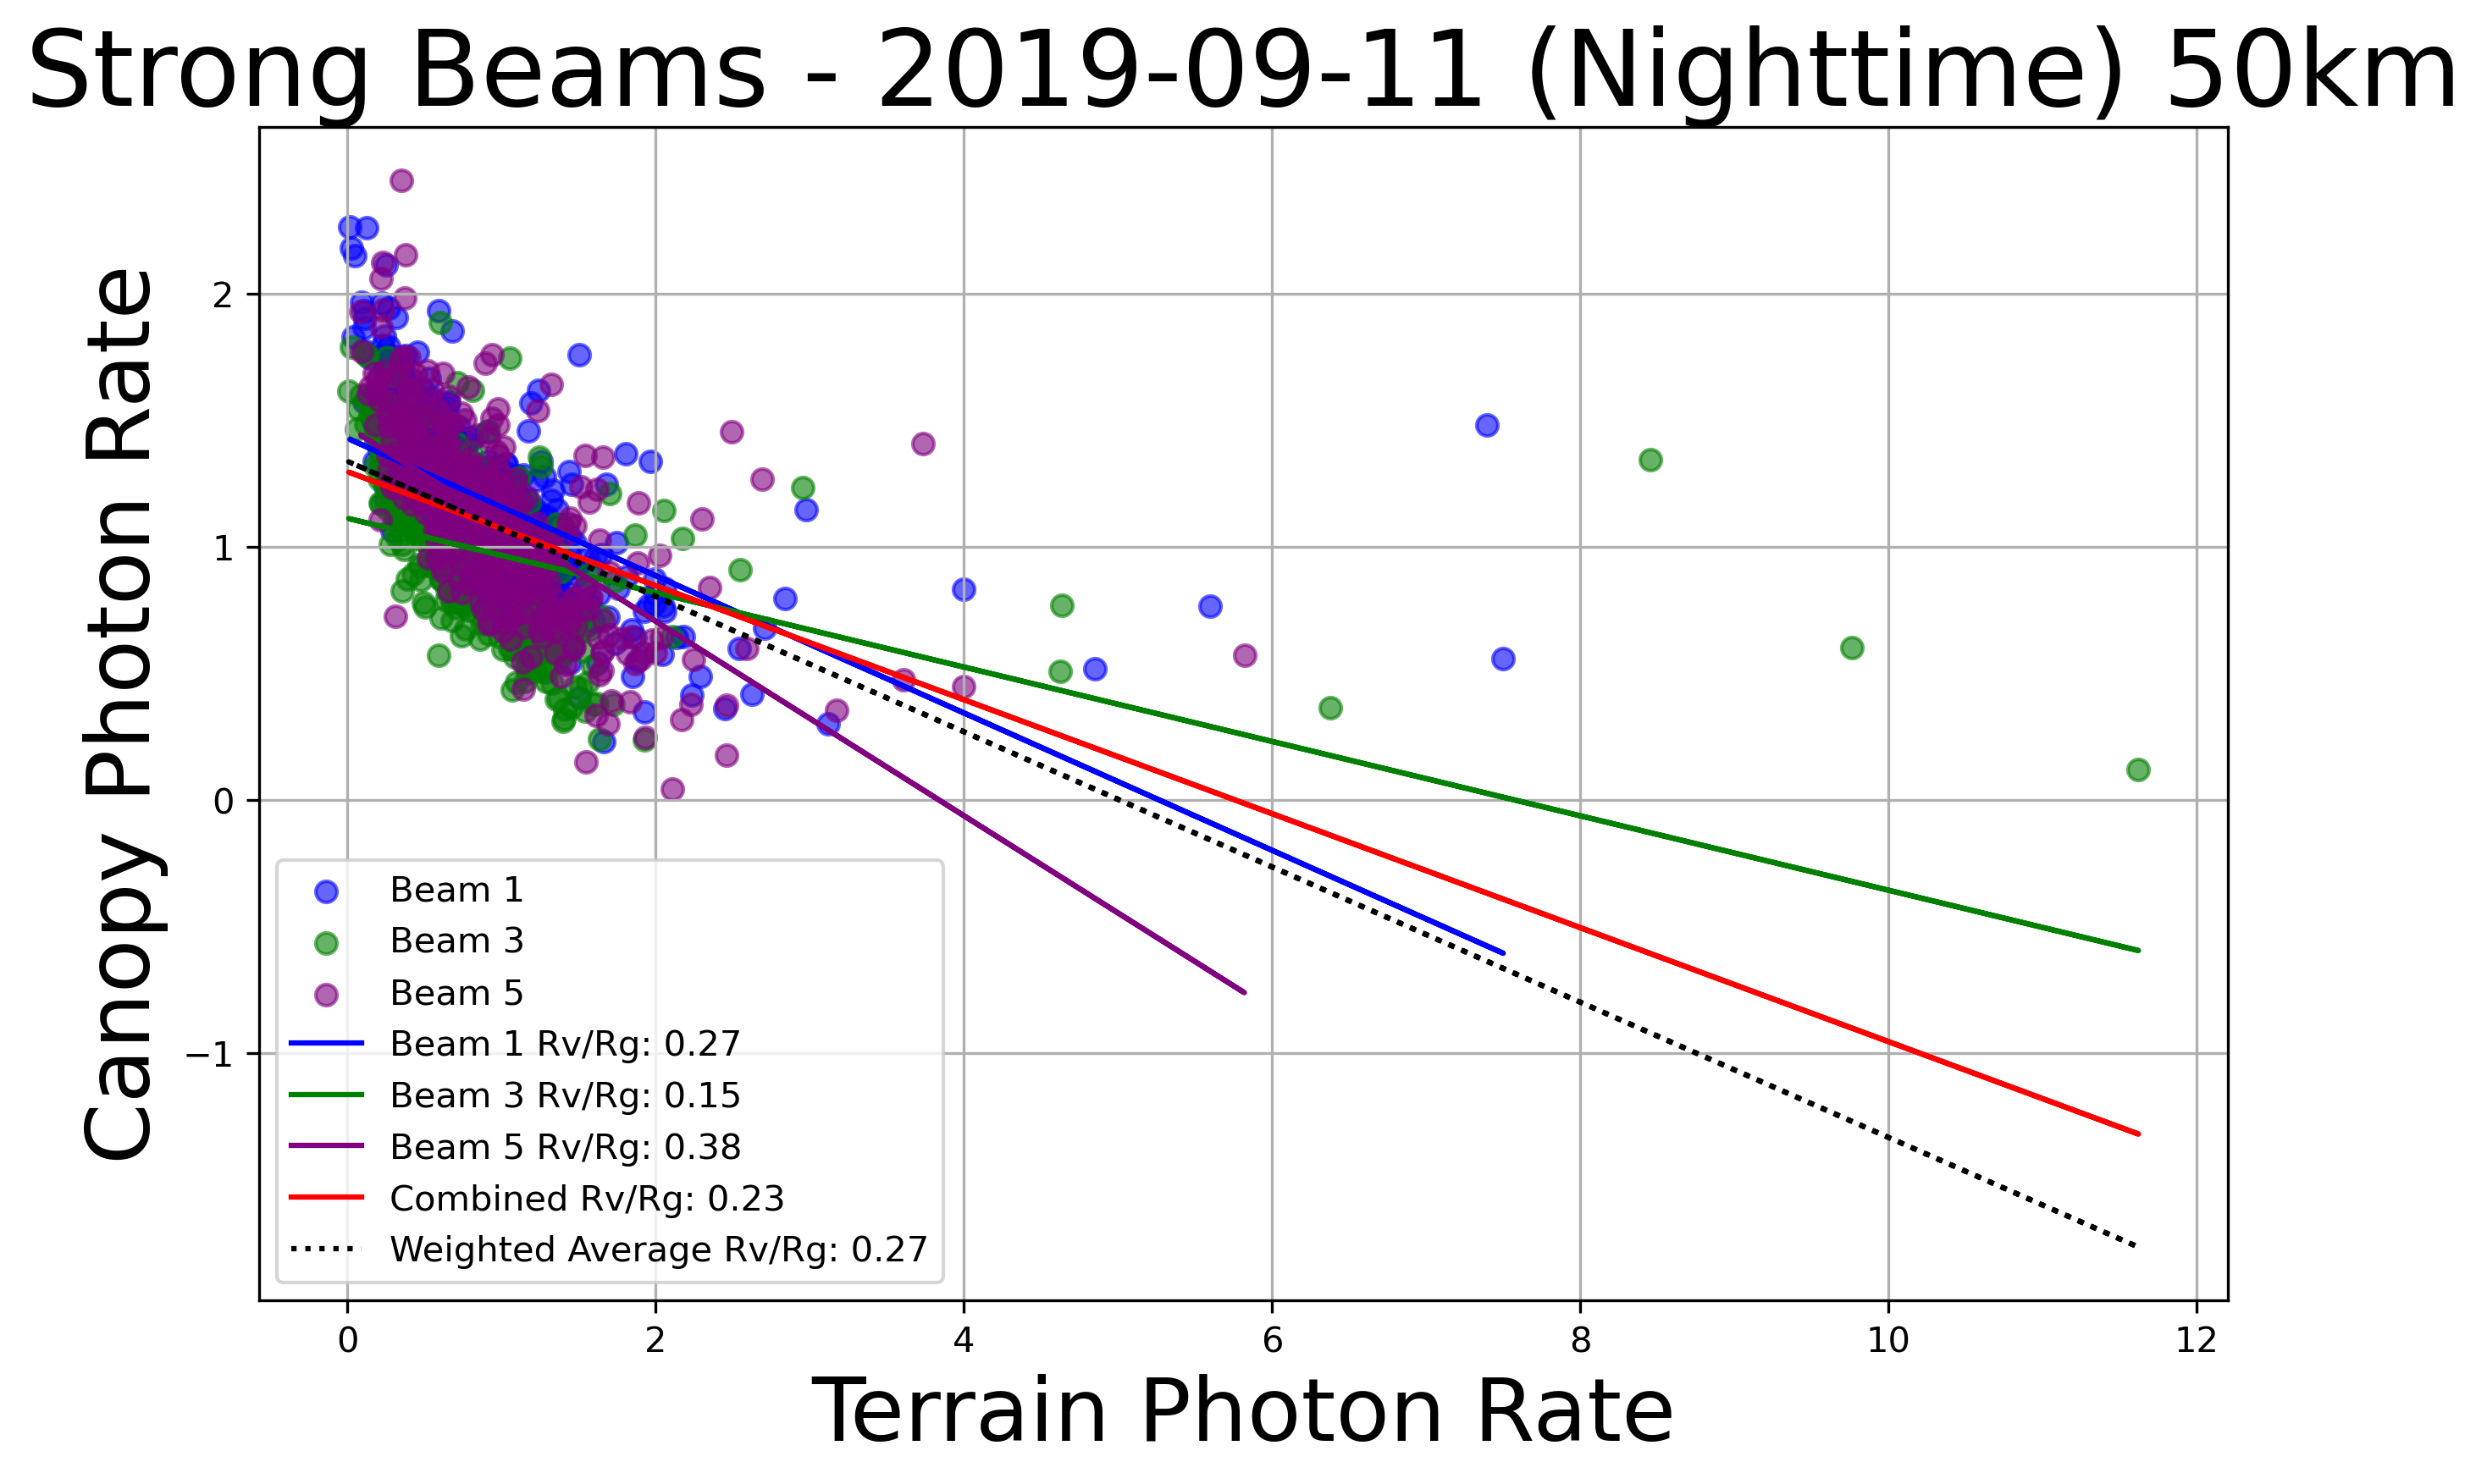 Strong Beams - 2019-09-11 (Nighttime) 50km
Canopy Photon Rate
2
1
0
−1
Beam 1
Beam 3
Beam 5
Beam 1 Rv/Rg: 0.27
Beam 3 Rv/Rg: 0.15
Beam 5 Rv/Rg: 0.38
Combined Rv/Rg: 0.23
Weighted Average Rv/Rg: 0.27
0 2 4 6 8 10 12
Terrain Photon Rate